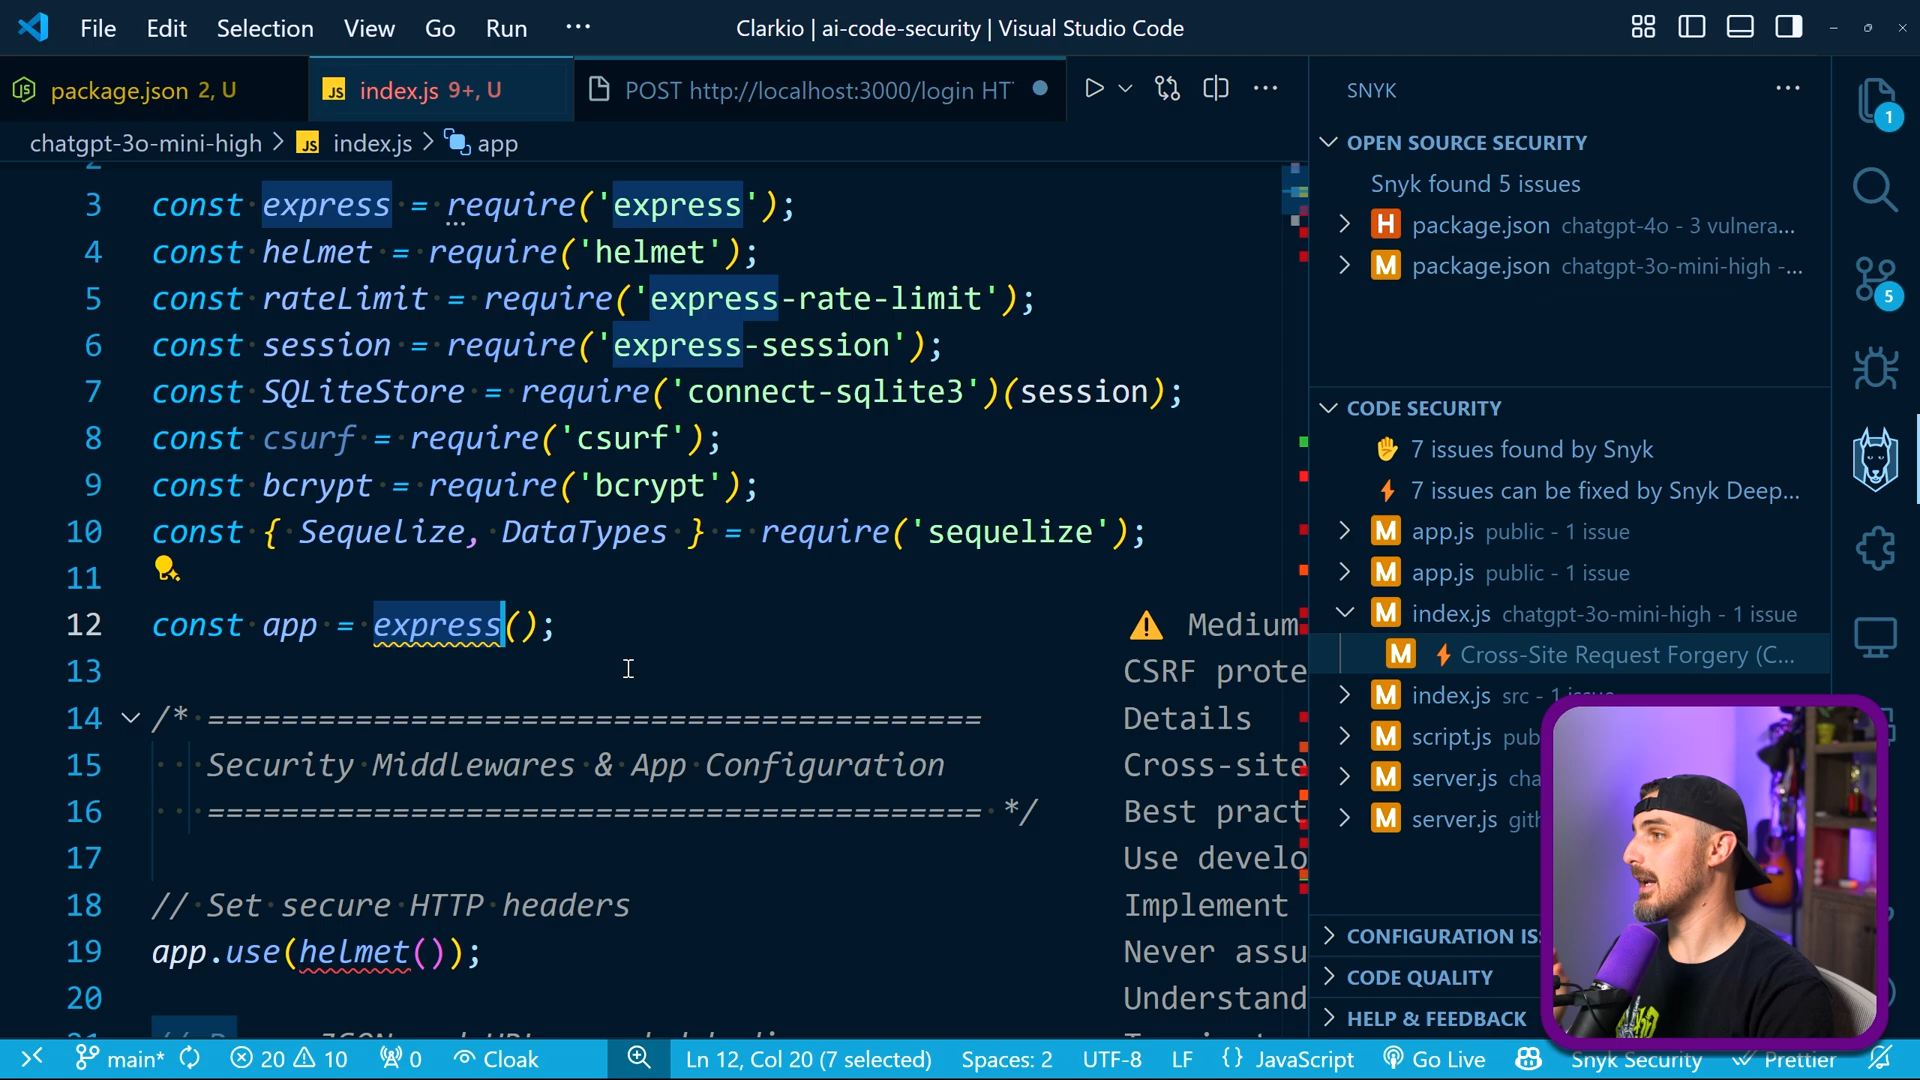 File Edit Selection View Go Run ··· Clarkio | ai-code-security | Visual Studio Code
package.json 2, U index.js 9+, U POST http://localhost:3000/login HT
chatgpt-3o-mini-high > JS index.js > app
2
3 const express = require('express');
4 const helmet = require('helmet');
5 const rateLimit = require('express-rate-limit');
6 const session = require('express-session');
7 const SQLiteStore = require('connect-sqlite3')(session);
8 const csurf = require('csurf');
9 const bcrypt = require('bcrypt');
10 const { Sequelize, DataTypes } = require('sequelize');
11
12 const app = express(); Medium
13 CSRF prote
14 /* ========================================== Details
15 Security Middlewares & App Configuration Cross-site
16 ========================================== */ Best pract
17 Use develo
18 // Set secure HTTP headers Implement
19 app.use(helmet()); Never assu
20 Understand
SNYK
OPEN SOURCE SECURITY
Snyk found 5 issues
H package.json chatgpt-4o - 3 vulnera...
M package.json chatgpt-3o-mini-high -...
CODE SECURITY
7 issues found by Snyk
7 issues can be fixed by Snyk Deep...
M app.js public - 1 issue
M app.js public - 1 issue
M index.js chatgpt-3o-mini-high - 1 issue
M Cross-Site Request Forgery (C...
M index.js src - 1 issue
M script.js pub
M server.js cha
M server.js gith
CONFIGURATION IS
CODE QUALITY
HELP & FEEDBACK
1
5
main* 20 10 0 Cloak Ln 12, Col 20 (7 selected) Spaces: 2 UTF-8 LF {} JavaScript Go Live Snyk Security Prettier